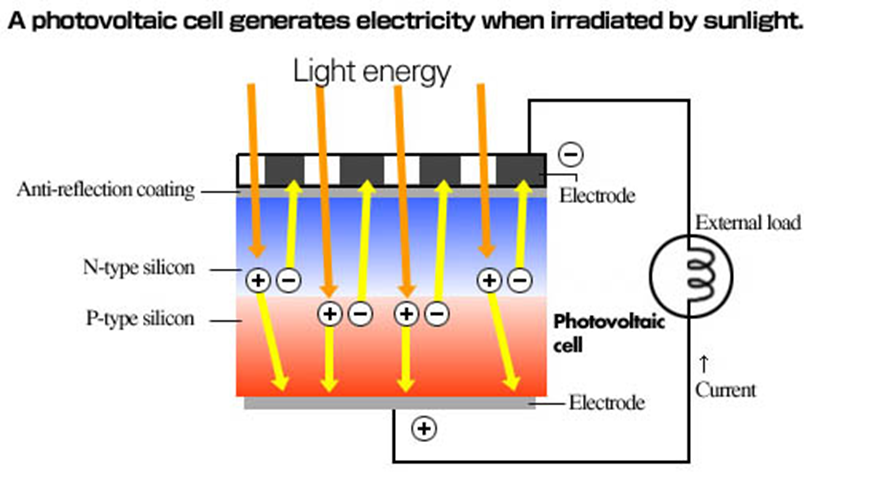 A photovoltaic cell generates electricity when irradiated by sunlight.
Light energy
−
Anti-reflection coating
Electrode
External load
N-type silicon
+ − + −
P-type silicon
+ − + −
Photovoltaic
cell
↑
Current
Electrode
+